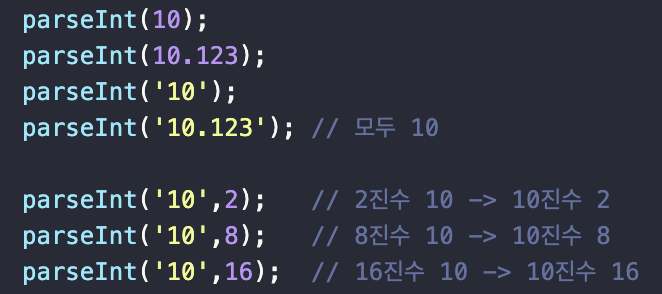 parseInt(10);
parseInt(10.123);
parseInt('10');
parseInt('10.123'); // 모두 10
parseInt('10',2);   // 2진수 10 -> 10진수 2
parseInt('10',8);   // 8진수 10 -> 10진수 8
parseInt('10',16);  // 16진수 10 -> 10진수 16